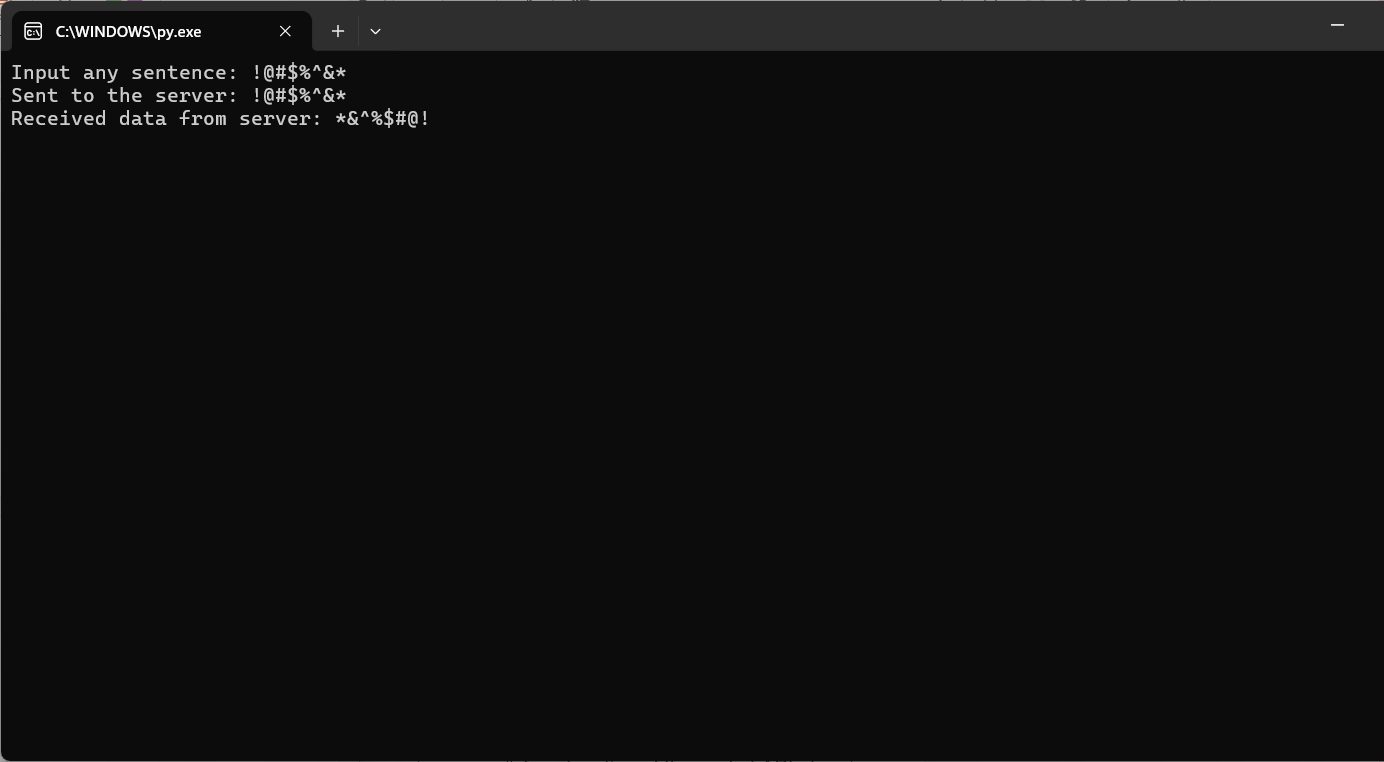 C:\WINDOWS\py.exe
Input any sentence: !@#$%^&*
Sent to the server: !@#$%^&*
Received data from server: *&^%$#@!